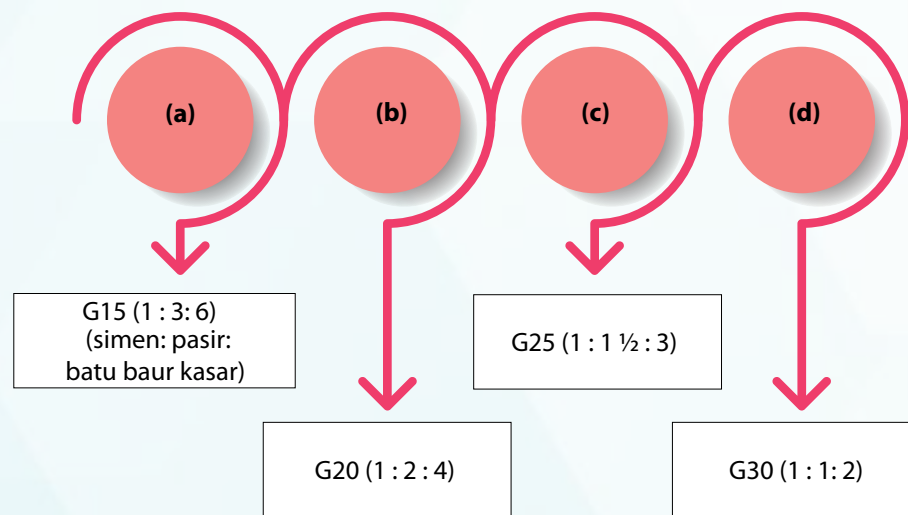 (a)
(b)
(c)
(d)
G15 (1 : 3: 6)
(simen: pasir:
batu baur kasar)
G25 (1 : 1 ½ : 3)
G20 (1 : 2 : 4)
G30 (1 : 1: 2)